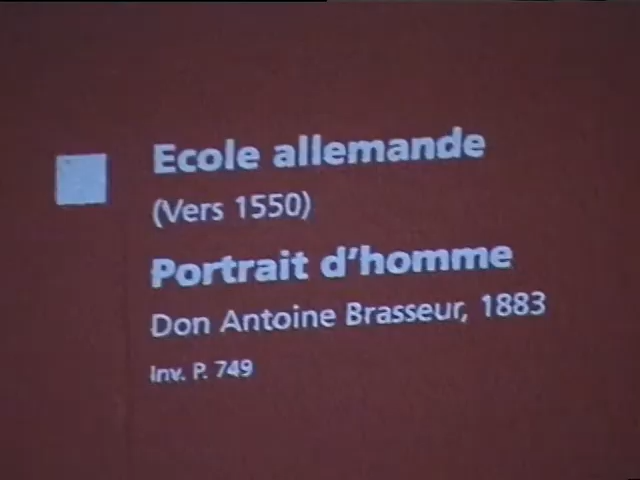 Ecole allemande
(Vers 1550)
Portrait d'homme
Don Antoine Brasseur, 1883
Inv. P. 749